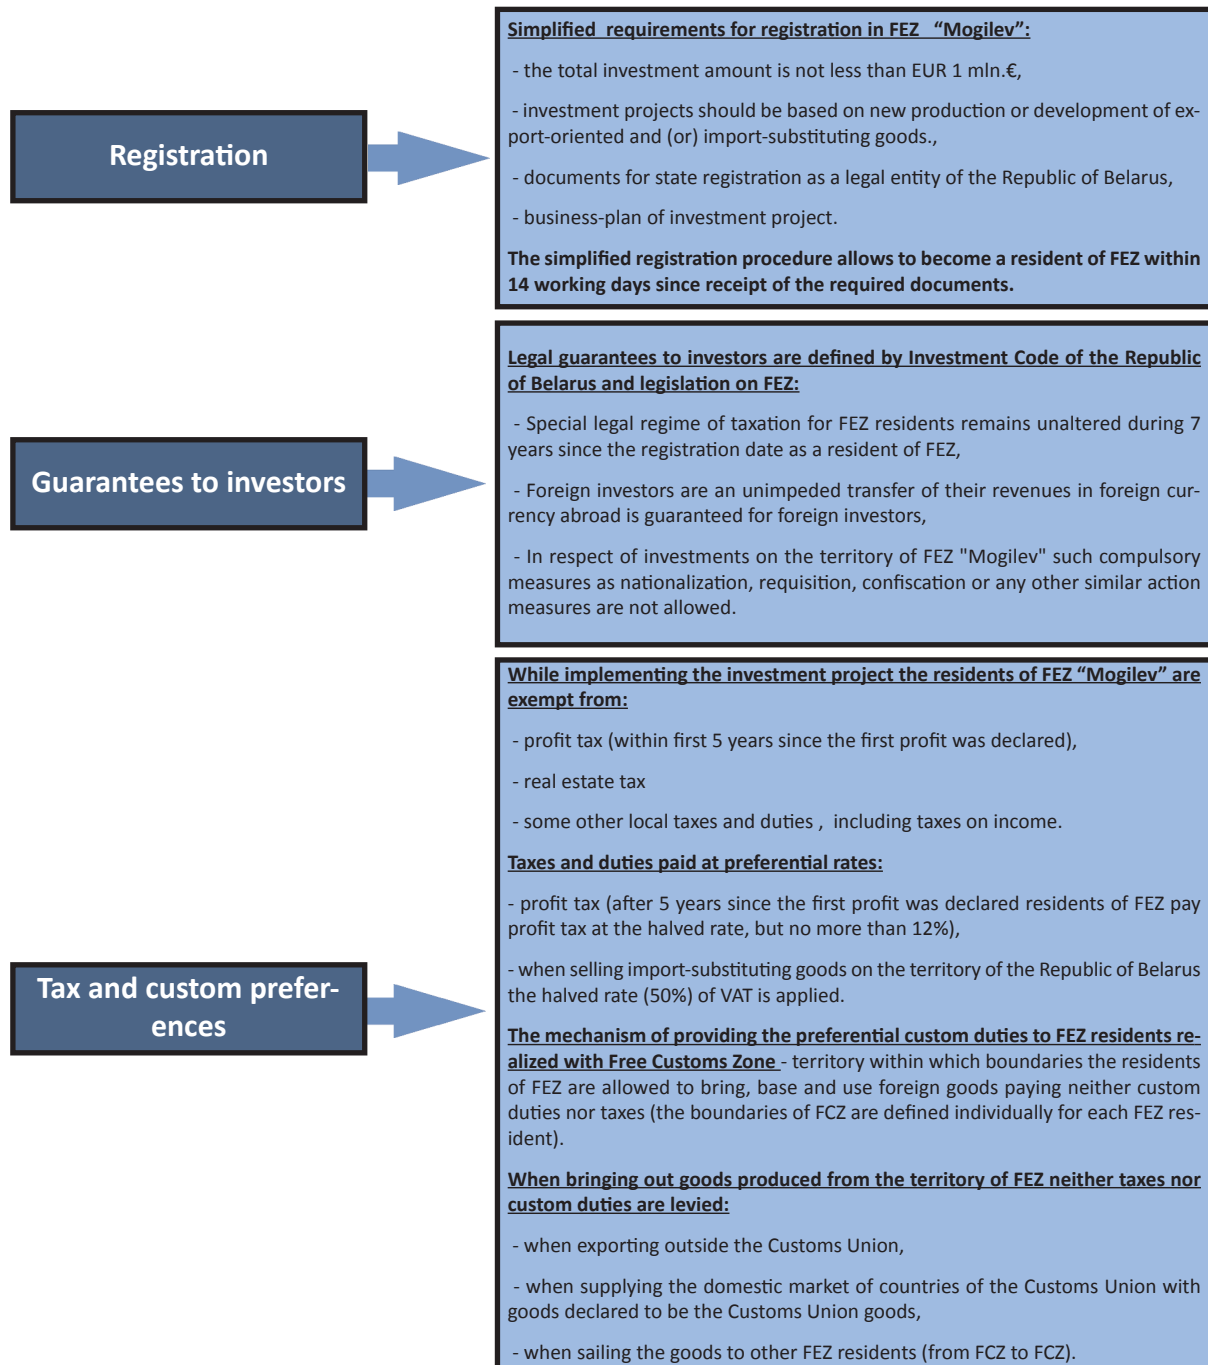 Registration
Simplified  requirements for registration in FEZ   “Mogilev”:
- the total investment amount is not less than EUR 1 mln.€,
- investment projects should be based on new production or development of ex-
port-oriented and (or) import-substituting goods.,
- documents for state registration as a legal entity of the Republic of Belarus,
- business-plan of investment project.
The simplified registration procedure allows to become a resident of FEZ within
14 working days since receipt of the required documents.
Guarantees to investors
Legal guarantees to investors are defined by Investment Code of the Republic
of Belarus and legislation on FEZ:
- Special legal regime of taxation for FEZ residents remains unaltered during 7
years since the registration date as a resident of FEZ,
- Foreign investors are an unimpeded transfer of their revenues in foreign cur-
rency abroad is guaranteed for foreign investors,
- In respect of investments on the territory of FEZ "Mogilev" such compulsory
measures as nationalization, requisition, confiscation or any other similar action
measures are not allowed.
Tax and custom prefer-
ences
While implementing the investment project the residents of FEZ “Mogilev” are
exempt from:
- profit tax (within first 5 years since the first profit was declared),
- real estate tax
- some other local taxes and duties ,  including taxes on income.
Taxes and duties paid at preferential rates:
- profit tax (after 5 years since the first profit was declared residents of FEZ pay
profit tax at the halved rate, but no more than 12%),
- when selling import-substituting goods on the territory of the Republic of Belarus
the halved rate (50%) of VAT is applied.
The mechanism of providing the preferential custom duties to FEZ residents re-
alized with Free Customs Zone - territory within which boundaries the residents
of FEZ are allowed to bring, base and use foreign goods paying neither custom
duties nor taxes (the boundaries of FCZ are defined individually for each FEZ res-
ident).
When bringing out goods produced from the territory of FEZ neither taxes nor
custom duties are levied:
- when exporting outside the Customs Union,
- when supplying the domestic market of countries of the Customs Union with
goods declared to be the Customs Union goods,
- when sailing the goods to other FEZ residents (from FCZ to FCZ).